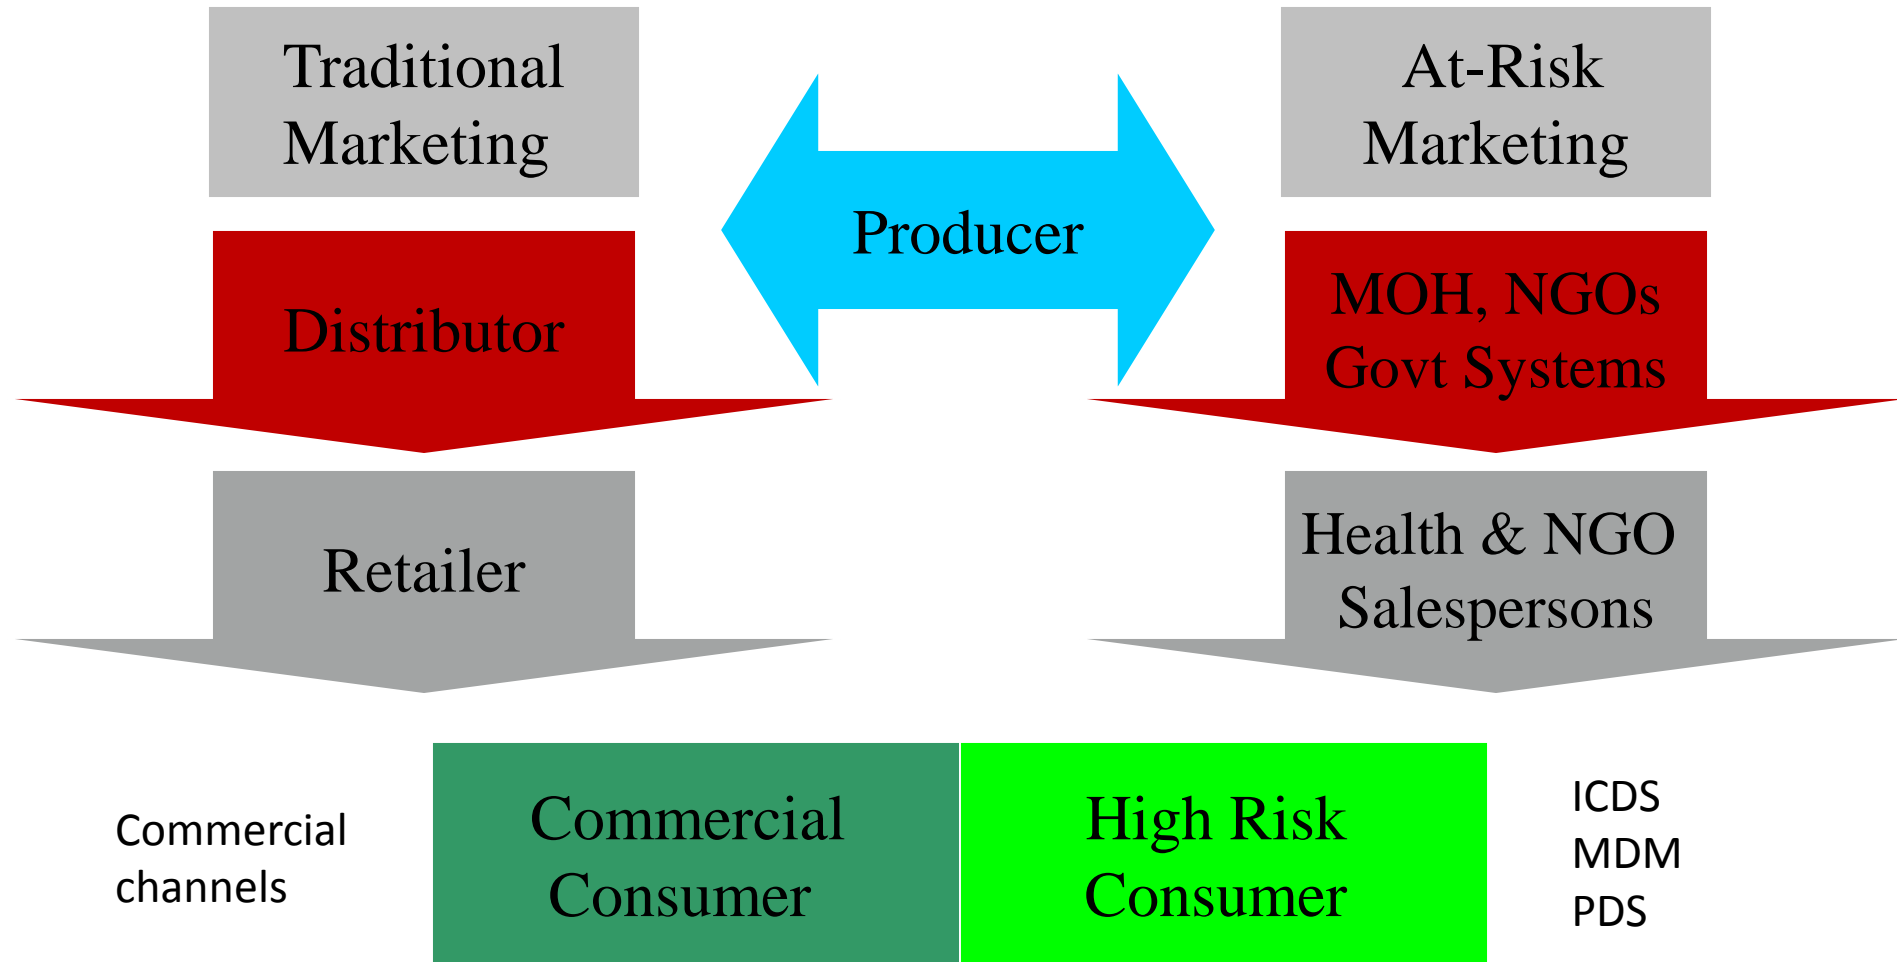 Traditional
Marketing
At-Risk
Marketing
Producer
Distributor
MOH, NGOs
Govt Systems
Retailer
Health & NGO
Salespersons
Commercial
channels
Commercial
Consumer
High Risk
Consumer
ICDS
MDM
PDS